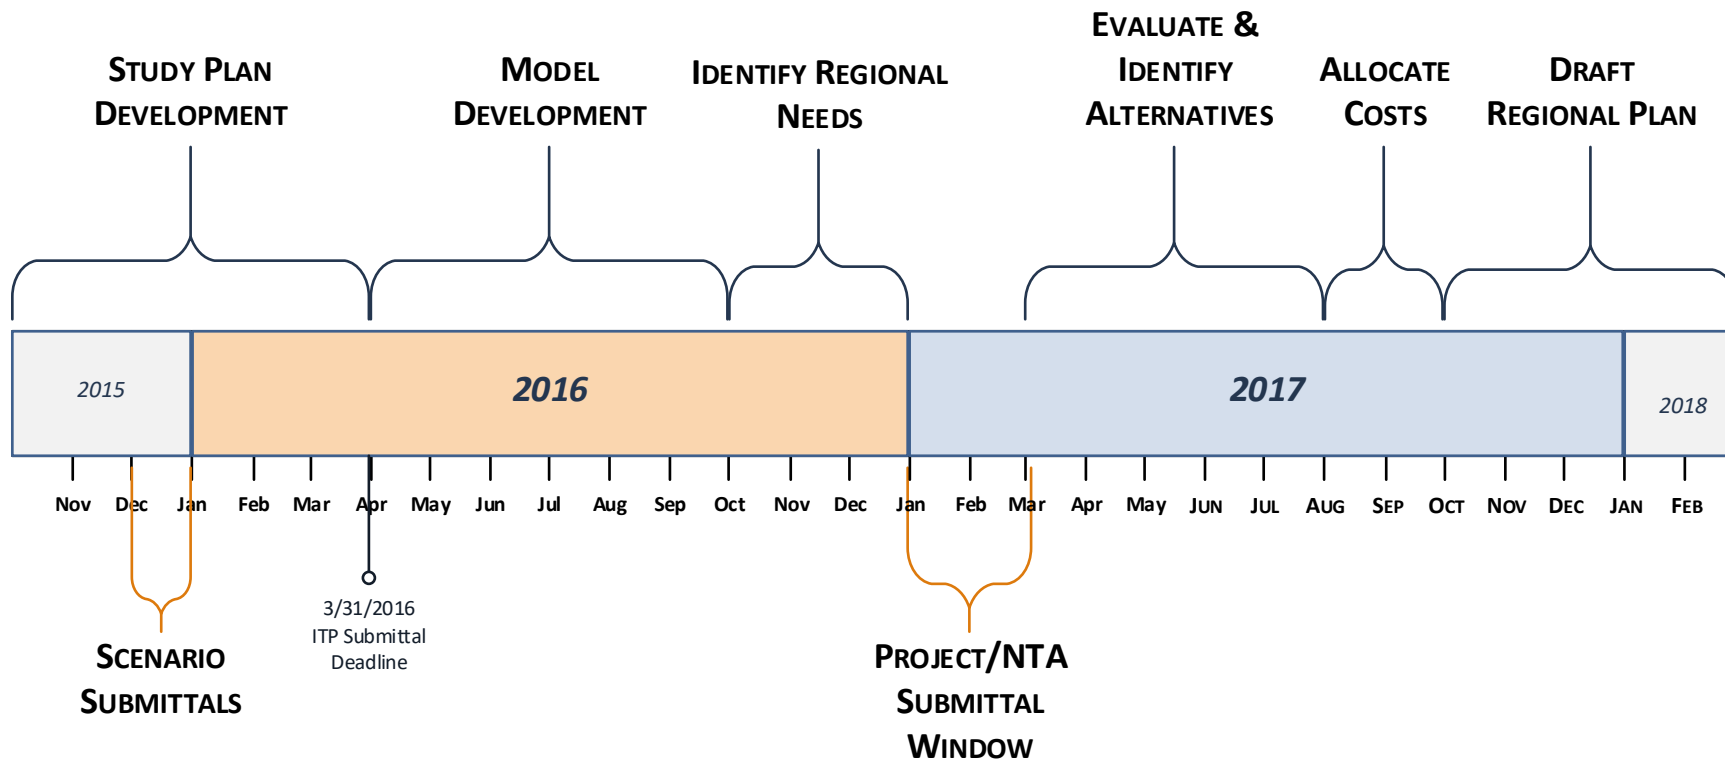 STUDY PLAN
DEVELOPMENT
MODEL
DEVELOPMENT
IDENTIFY REGIONAL
NEEDS
EVALUATE &
IDENTIFY
ALTERNATIVES
ALLOCATE
COSTS
DRAFT
REGIONAL PLAN
2015
2016
2017
2018
Nov Dec Jan Feb Mar Apr May Jun Jul Aug Sep Oct Nov Dec Jan Feb Mar Apr May JUN JUL AUG SEP OCT NOV DEC JAN FEB
3/31/2016
ITP Submittal
Deadline
SCENARIO
SUBMITTALS
PROJECT/NTA
SUBMITTAL
WINDOW